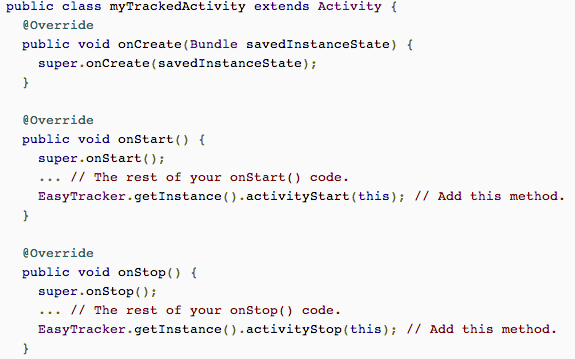 public class myTrackedActivity extends Activity {
  @Override
  public void onCreate(Bundle savedInstanceState) {
    super.onCreate(savedInstanceState);
  }

  @Override
  public void onStart() {
    super.onStart();
    ... // The rest of your onStart() code.
    EasyTracker.getInstance().activityStart(this); // Add this method.
  }

  @Override
  public void onStop() {
    super.onStop();
    ... // The rest of your onStop() code.
    EasyTracker.getInstance().activityStop(this); // Add this method.
  }